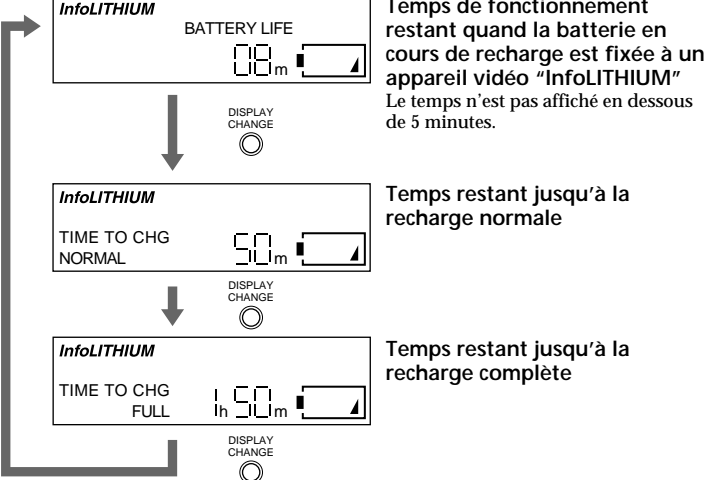 InfoLITHIUM
BATTERY LIFE
08m
Temps de fonctionnement
restant quand la batterie en
cours de recharge est fixée à un
appareil vidéo “InfoLITHIUM”
Le temps n’est pas affiché en dessous
de 5 minutes.
DISPLAY
CHANGE
InfoLITHIUM
TIME TO CHG
NORMAL 50m
Temps restant jusqu’à la
recharge normale
DISPLAY
CHANGE
InfoLITHIUM
TIME TO CHG
FULL 1h 50m
Temps restant jusqu’à la
recharge complète
DISPLAY
CHANGE